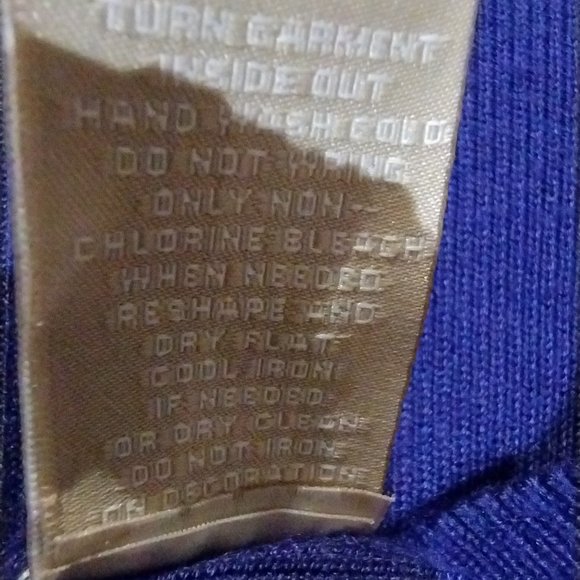 TURN GARMENT
INSIDE OUT
HAND WASH COLD
DO NOT WRING
ONLY NON-
CHLORINE BLEACH
WHEN NEEDED
RESHAPE AND
DRY FLAT
COOL IRON
IF NEEDED
OR DRY CLEAN
DO NOT IRON
ON DECORATION